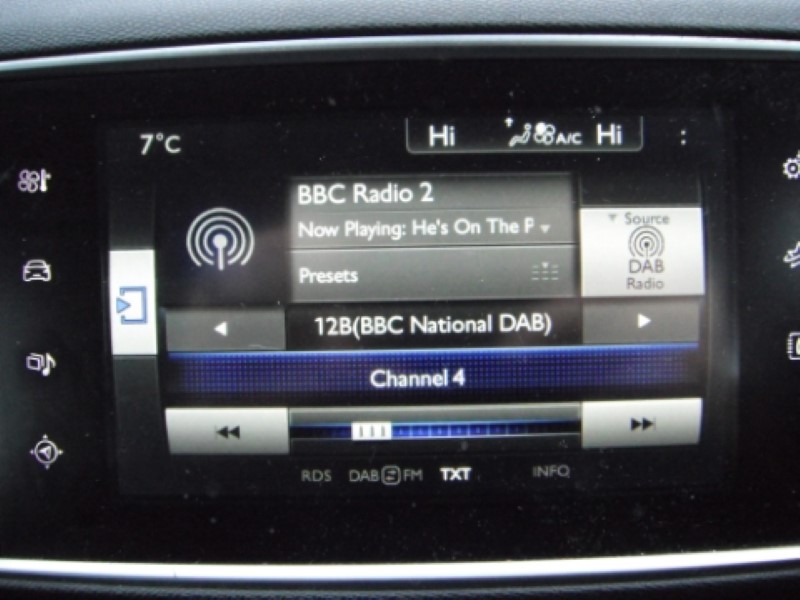 7°C
Hi A/C Hi
BBC Radio 2
Now Playing: He's On The P
Source
DAB
Radio
Presets
12B(BBC National DAB)
Channel 4
RDS DAB FM TXT INFO